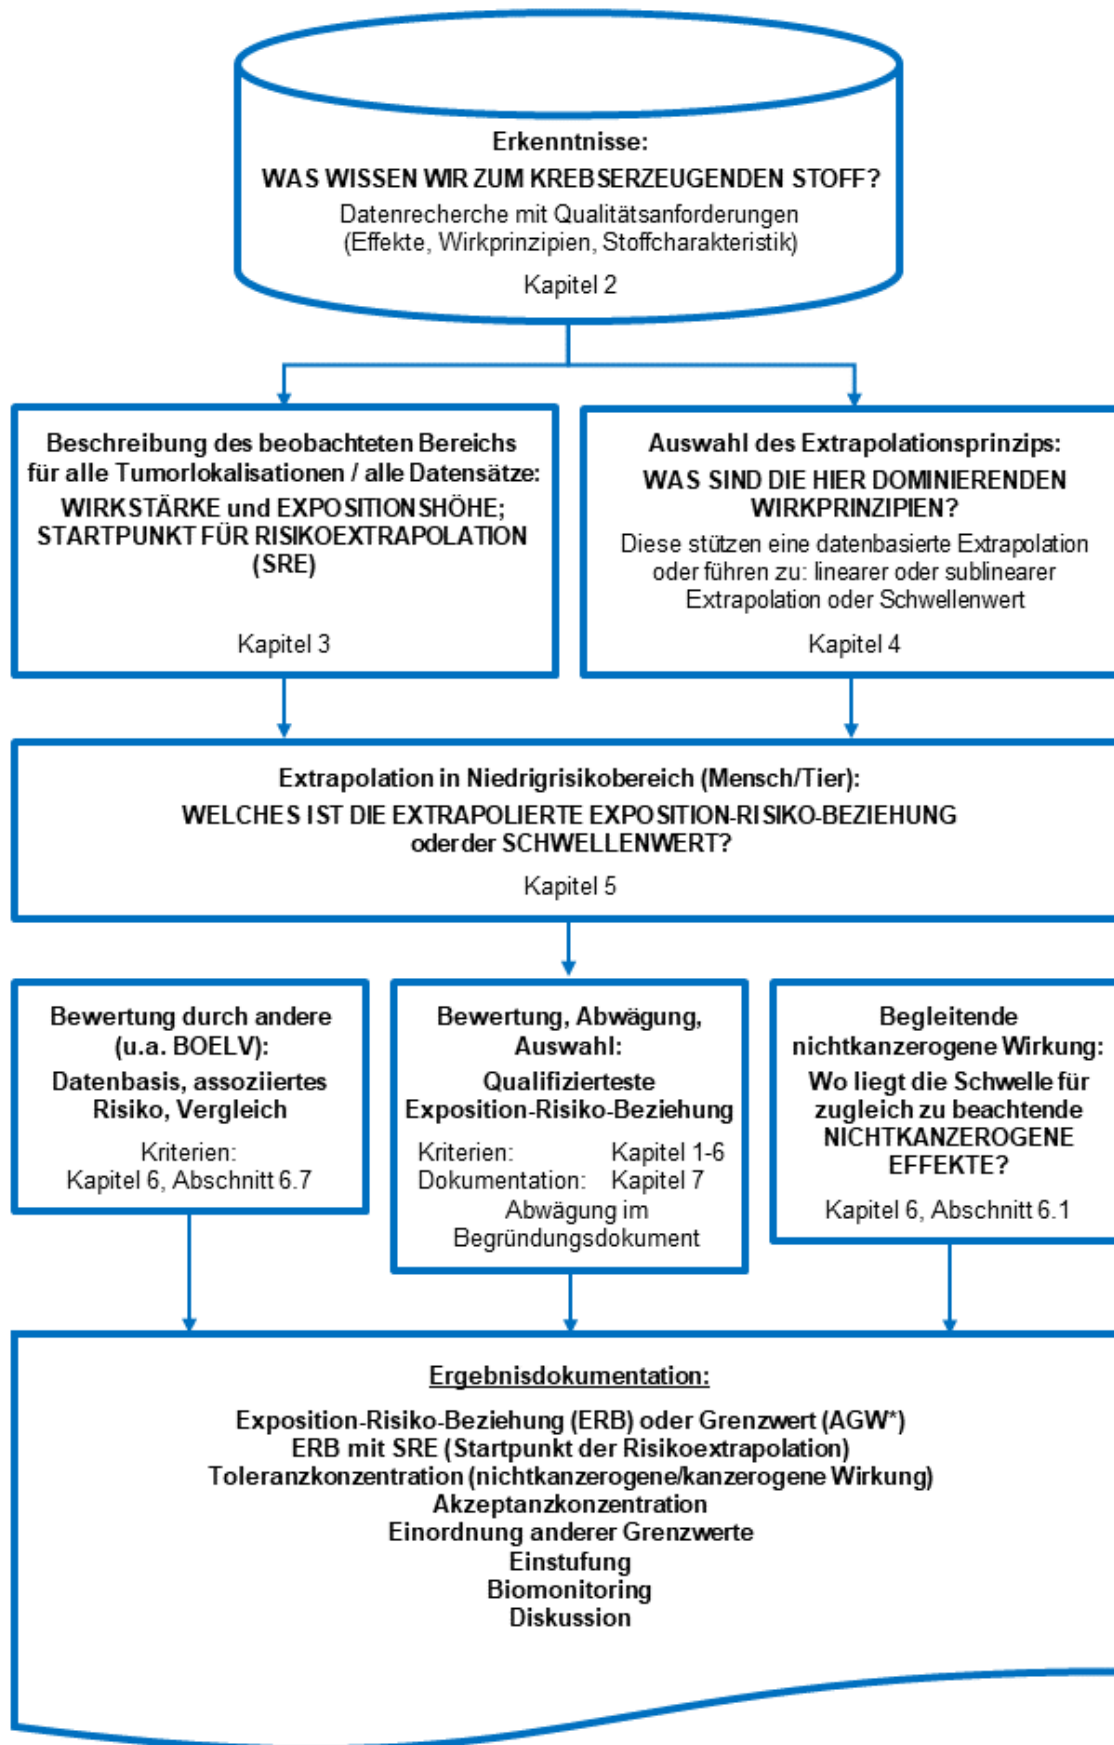 Erkenntnisse:
WAS WISSEN WIR ZUM KREBSERZEUGENDEN STOFF?
Datenrecherche mit Qualitätsanforderungen
(Effekte, Wirkprinzipien, Stoffcharakteristik)
Kapitel 2
Beschreibung des beobachteten Bereichs
für alle Tumorlokalisationen / alle Datensätze:
WIRKSTÄRKE und EXPOSITIONSHÖHE;
STARTPUNKT FÜR RISIKOEXTRAPOLATION
(SRE)
Kapitel 3
Auswahl des Extrapolationsprinzips:
WAS SIND DIE HIER DOMINIERENDEN
WIRKPRINZIPIEN?
Diese stützen eine datenbasierte Extrapolation
oder führen zu: linearer oder sublinearer
Extrapolation oder Schwellenwert
Kapitel 4
Extrapolation in Niedrigrisikobereich (Mensch/Tier):
WELCHES IST DIE EXTRAPOLIERTE EXPOSITION-RISIKO-BEZIEHUNG
oder der SCHWELLENWERT?
Kapitel 5
Bewertung durch andere
(u.a. BOELV):
Datenbasis, assoziiertes
Risiko, Vergleich
Kriterien:
Kapitel 6, Abschnitt 6.7
Bewertung, Abwägung,
Auswahl:
Qualifizierteste
Exposition-Risiko-Beziehung
Kriterien: Kapitel 1-6
Dokumentation: Kapitel 7
Abwägung im
Begründungsdokument
Begleitende
nichtkanzerogene Wirkung:
Wo liegt die Schwelle für
zugleich zu beachtende
NICHTKANZEROGENE
EFFEKTE?
Kapitel 6, Abschnitt 6.1
Ergebnisdokumentation:
Exposition-Risiko-Beziehung (ERB) oder Grenzwert (AGW*)
ERB mit SRE (Startpunkt der Risikoextrapolation)
Toleranzkonzentration (nichtkanzerogene/kanzerogene Wirkung)
Akzeptanzkonzentration
Einordnung anderer Grenzwerte
Einstufung
Biomonitoring
Diskussion